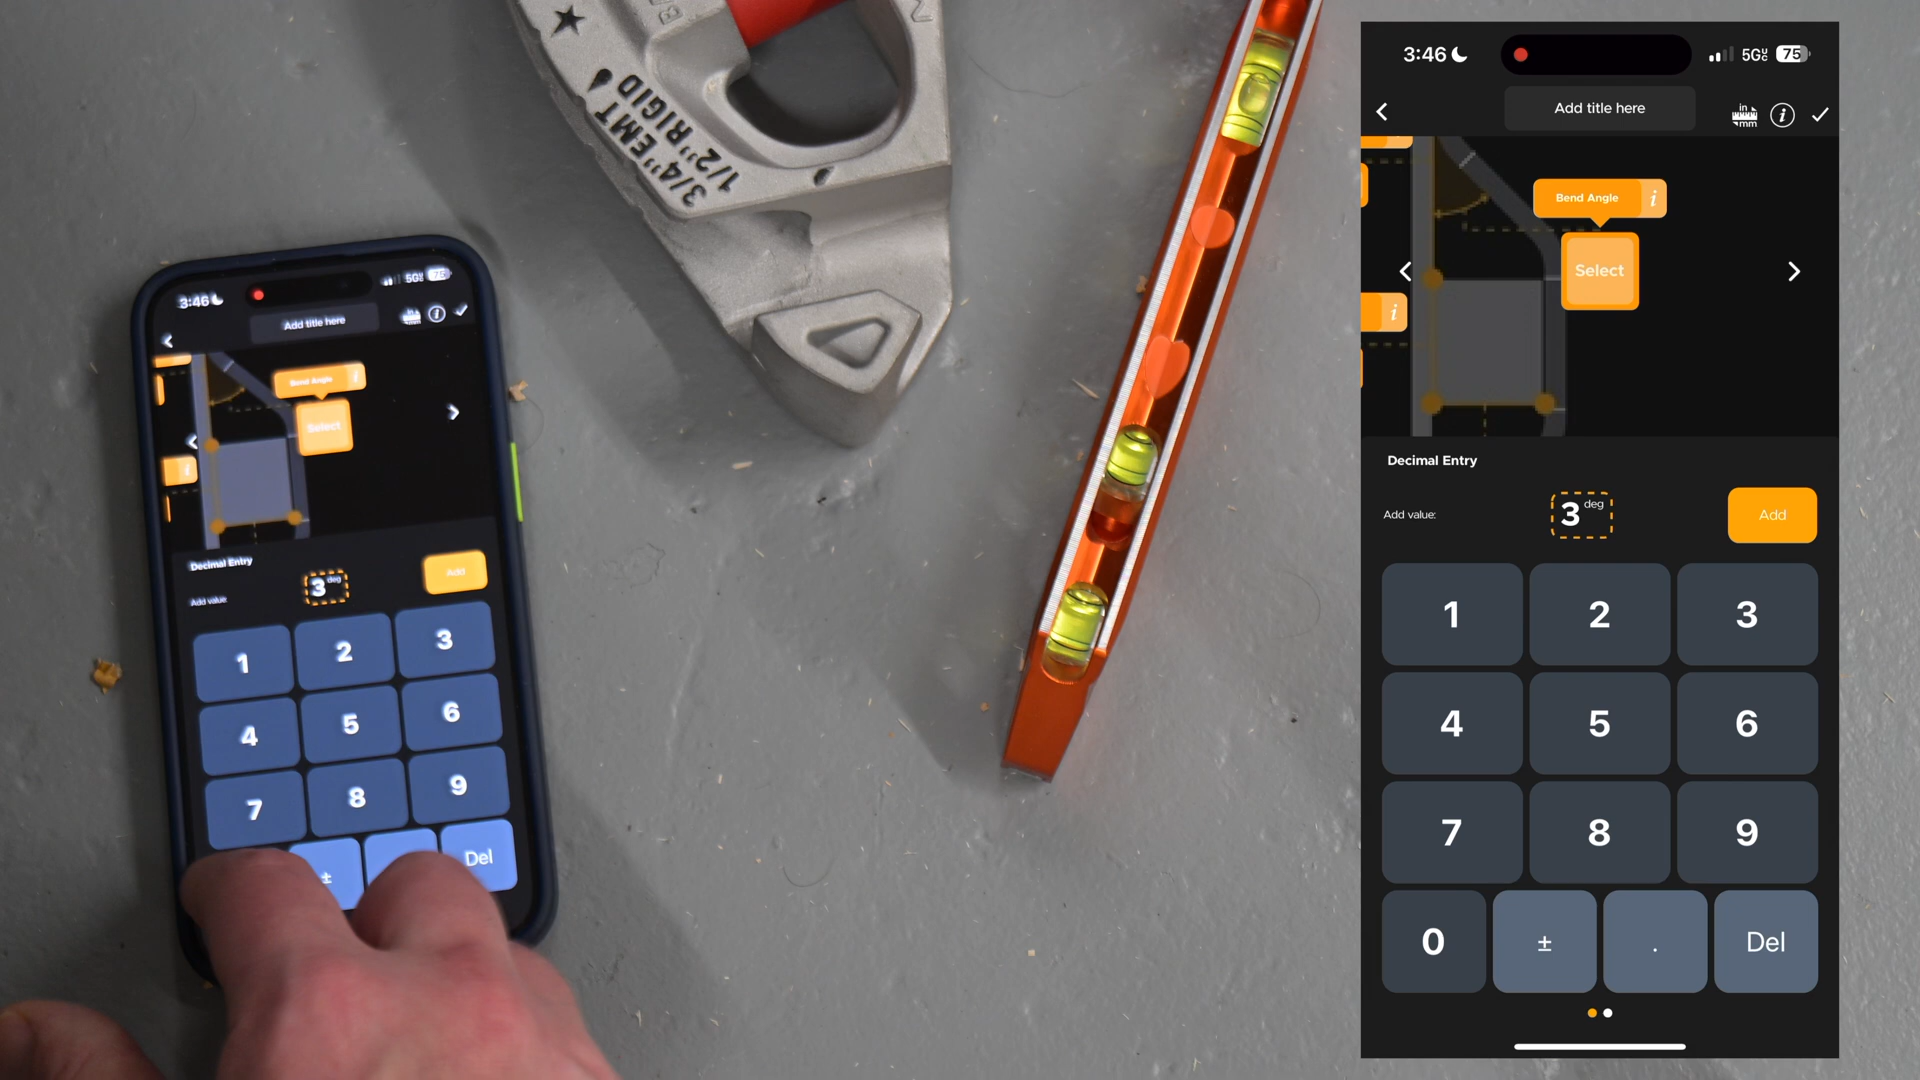 3/4" EMT
1/2" RIGID
3:46
5G
75
Add title here
i
Bend Angle
i
Select
i
Decimal Entry
Add value:
3 deg
Add
1
2
3
4
5
6
7
8
9
±
Del
3:46
5G
75
Add title here
in
mm
i
Bend Angle
i
Select
i
Decimal Entry
Add value:
3 deg
Add
1
2
3
4
5
6
7
8
9
0
±
.
Del